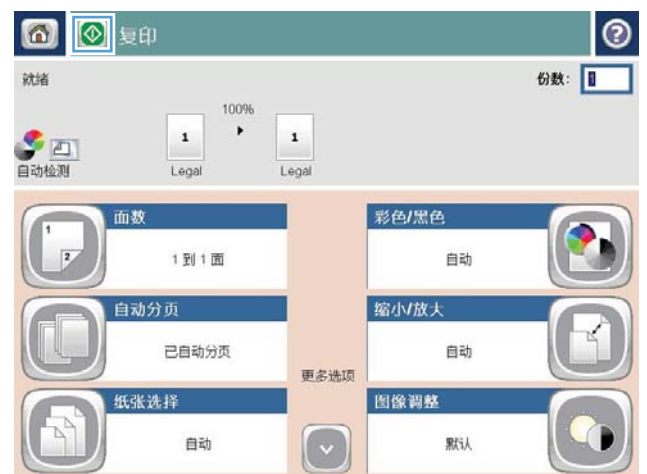 复印
?
就绪
份数: 1
100%
1
1
自动检测
Legal
Legal
面数
1
2
1 到 1 面
彩色/黑色
自动
自动分页
已自动分页
缩小/放大
自动
更多选项
纸张选择
自动
图像调整
默认